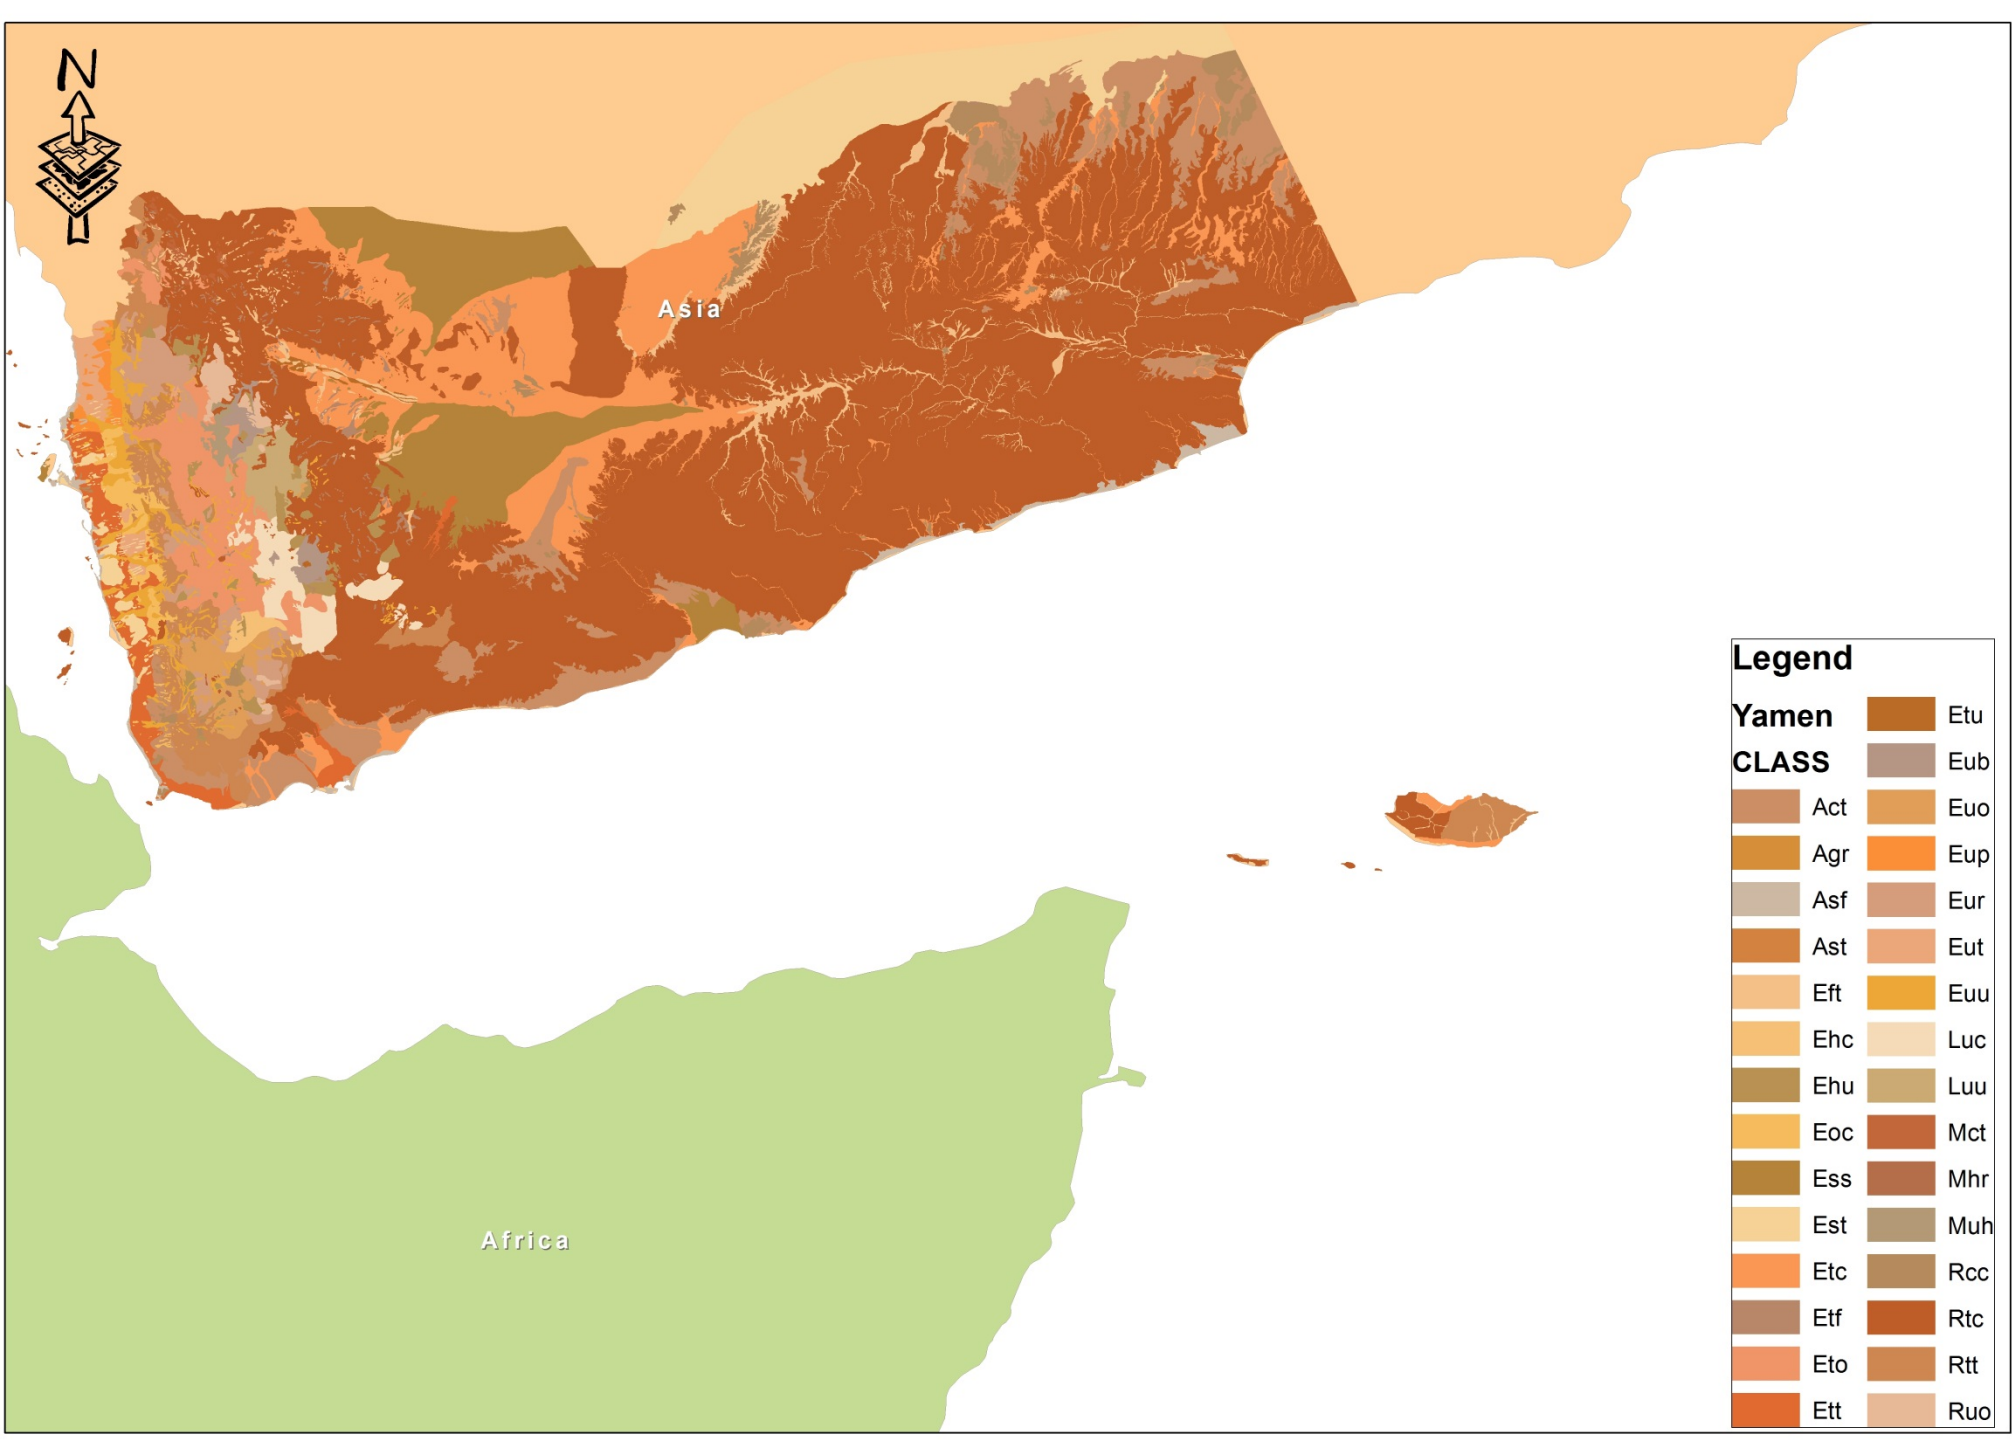 N
Asia
Africa
Legend
Yamen
CLASS
Act
Agr
Asf
Ast
Eft
Ehc
Ehu
Eoc
Ess
Est
Etc
Etf
Eto
Ett
Etu
Eub
Euo
Eup
Eur
Eut
Euu
Luc
Luu
Mct
Mhr
Muh
Rcc
Rtc
Rtt
Ruo